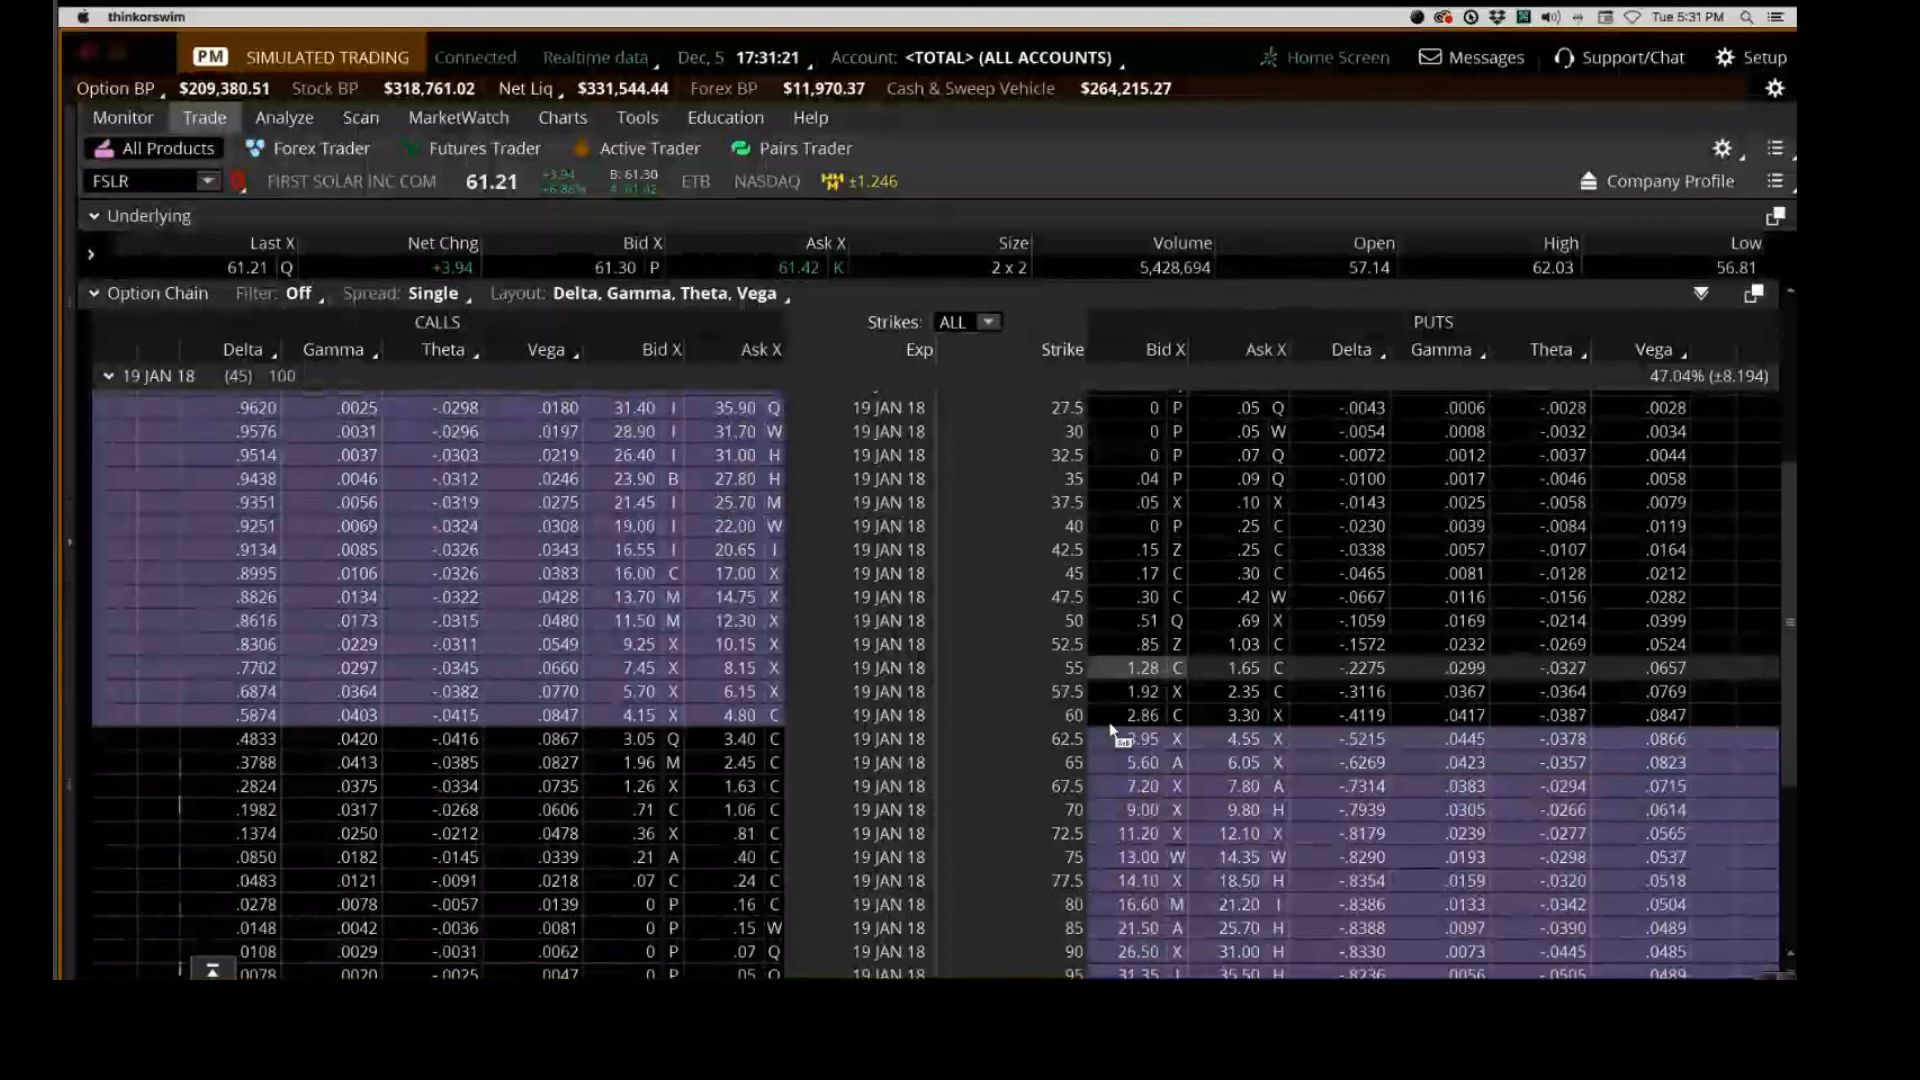 thinkorswim Tue 5:31 PM
PM SIMULATED TRADING Connected Realtime data Dec, 5 17:31:21 Account: <TOTAL> (ALL ACCOUNTS) Home Screen Messages Support/Chat Setup
Option BP $209,380.51 Stock BP $318,761.02 Net Liq $331,544.44 Forex BP $11,970.37 Cash & Sweep Vehicle $264,215.27
Monitor Trade Analyze Scan MarketWatch Charts Tools Education Help
All Products Forex Trader Futures Trader Active Trader Pairs Trader
FSLR FIRST SOLAR INC COM 61.21 +3.94 +6.88% B: 61.30 A: 61.42 ETB NASDAQ ±1.246 Company Profile
Underlying
Last X Net Chng Bid X Ask X Size Volume Open High Low
61.21 Q +3.94 61.30 P 61.42 K 2 x 2 5,428,694 57.14 62.03 56.81
Option Chain Filter: Off Spread: Single Layout: Delta, Gamma, Theta, Vega
CALLS Strikes: ALL PUTS
Delta Gamma Theta Vega Bid X Ask X Exp Strike Bid X Ask X Delta Gamma Theta Vega
19 JAN 18 (45) 100 47.04% (±8.194)
.9620 .0025 -.0298 .0180 31.40 I 35.90 Q 19 JAN 18 27.5 0 P .05 Q -.0043 .0006 -.0028 .0028
.9576 .0031 -.0296 .0197 28.90 I 31.70 W 19 JAN 18 30 0 P .05 W -.0054 .0008 -.0032 .0034
.9514 .0037 -.0303 .0219 26.40 I 31.00 H 19 JAN 18 32.5 0 P .07 Q -.0072 .0012 -.0037 .0044
.9438 .0046 -.0312 .0246 23.90 B 27.80 H 19 JAN 18 35 .04 P .09 Q -.0100 .0017 -.0046 .0058
.9351 .0056 -.0319 .0275 21.45 I 25.70 M 19 JAN 18 37.5 .05 X .10 X -.0143 .0025 -.0058 .0079
.9251 .0069 -.0324 .0308 19.00 I 22.00 W 19 JAN 18 40 0 P .25 C -.0230 .0039 -.0084 .0119
.9134 .0085 -.0326 .0343 16.55 I 20.65 I 19 JAN 18 42.5 .15 Z .25 C -.0338 .0057 -.0107 .0164
.8995 .0106 -.0326 .0383 16.00 C 17.00 X 19 JAN 18 45 .17 C .30 C -.0465 .0081 -.0128 .0212
.8826 .0134 -.0322 .0428 13.70 M 14.75 X 19 JAN 18 47.5 .30 C .42 W -.0667 .0116 -.0156 .0282
.8616 .0173 -.0315 .0480 11.50 M 12.30 X 19 JAN 18 50 .51 Q .69 X -.1059 .0169 -.0214 .0399
.8306 .0229 -.0311 .0549 9.25 X 10.15 X 19 JAN 18 52.5 .85 Z 1.03 C -.1572 .0232 -.0269 .0524
.7702 .0297 -.0345 .0660 7.45 X 8.15 X 19 JAN 18 55 1.28 C 1.65 C -.2275 .0299 -.0327 .0657
.6874 .0364 -.0382 .0770 5.70 X 6.15 X 19 JAN 18 57.5 1.92 X 2.35 C -.3116 .0367 -.0364 .0769
.5874 .0403 -.0415 .0847 4.15 X 4.80 C 19 JAN 18 60 2.86 C 3.30 X -.4119 .0417 -.0387 .0847
.4833 .0420 -.0416 .0867 3.05 Q 3.40 C 19 JAN 18 62.5 .95 X 4.55 X -.5215 .0445 -.0378 .0866
.3788 .0413 -.0385 .0827 1.96 M 2.45 C 19 JAN 18 65 5.60 A 6.05 X -.6269 .0423 -.0357 .0823
.2824 .0375 -.0334 .0735 1.26 X 1.63 C 19 JAN 18 67.5 7.20 X 7.80 A -.7314 .0383 -.0294 .0715
.1982 .0317 -.0268 .0606 .71 C 1.06 C 19 JAN 18 70 9.00 X 9.80 H -.7939 .0305 -.0266 .0614
.1374 .0250 -.0212 .0478 .36 X .81 C 19 JAN 18 72.5 11.20 X 12.10 X -.8179 .0239 -.0277 .0565
.0850 .0182 -.0145 .0339 .21 A .40 C 19 JAN 18 75 13.00 W 14.35 W -.8290 .0193 -.0298 .0537
.0483 .0121 -.0091 .0218 .07 C .24 C 19 JAN 18 77.5 14.10 X 18.50 H -.8354 .0159 -.0320 .0518
.0278 .0078 -.0057 .0139 0 P .16 C 19 JAN 18 80 16.60 M 21.20 I -.8386 .0133 -.0342 .0504
.0148 .0042 -.0036 .0081 0 P .15 W 19 JAN 18 85 21.50 A 25.70 H -.8388 .0097 -.0390 .0489
.0108 .0029 -.0031 .0062 0 P .07 Q 19 JAN 18 90 26.50 X 31.00 H -.8330 .0073 -.0445 .0485
.0078 .0020 -.0025 .0047 0 P .05 Q 19 JAN 18 95 31.35 I 35.50 H -.8236 .0056 -.0505 .0489